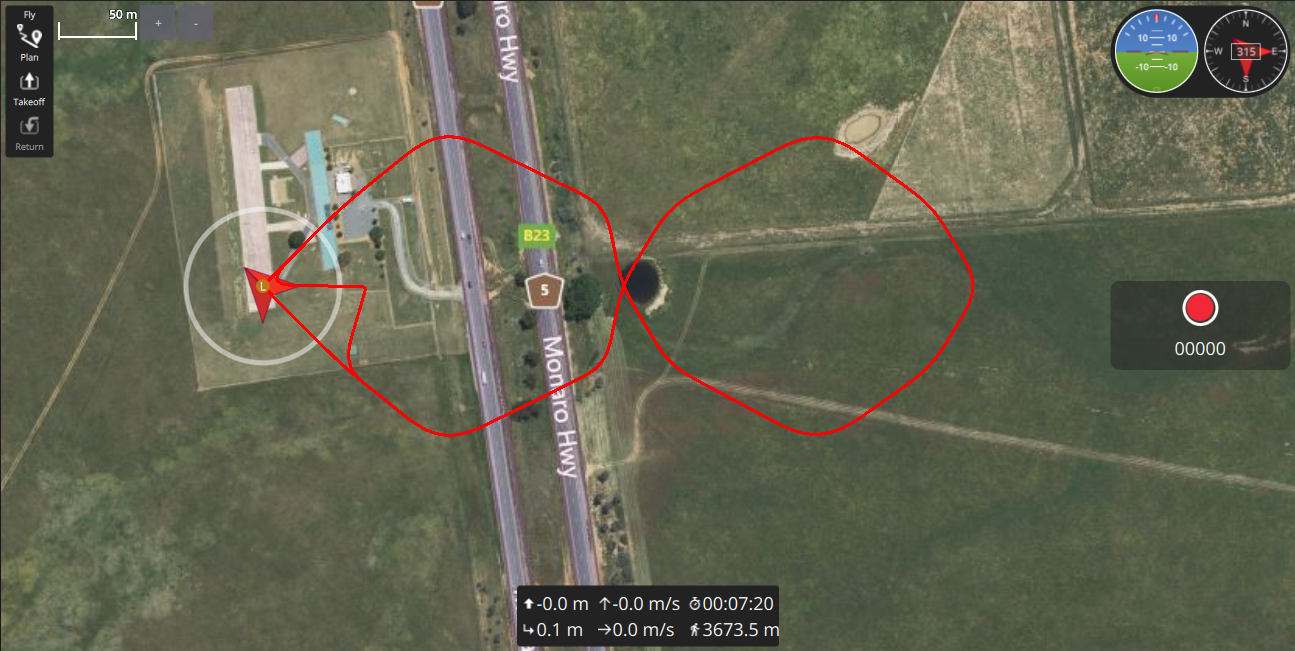 Fly
Plan
Takeoff
Return
50 m
+
-
ro Hwy
B23
5
Monaro Hwy
L
10 10
-10 -10
N
W 315 E
S
00000
-0.0 m -0.0 m/s 00:07:20
0.1 m 0.0 m/s 3673.5 m